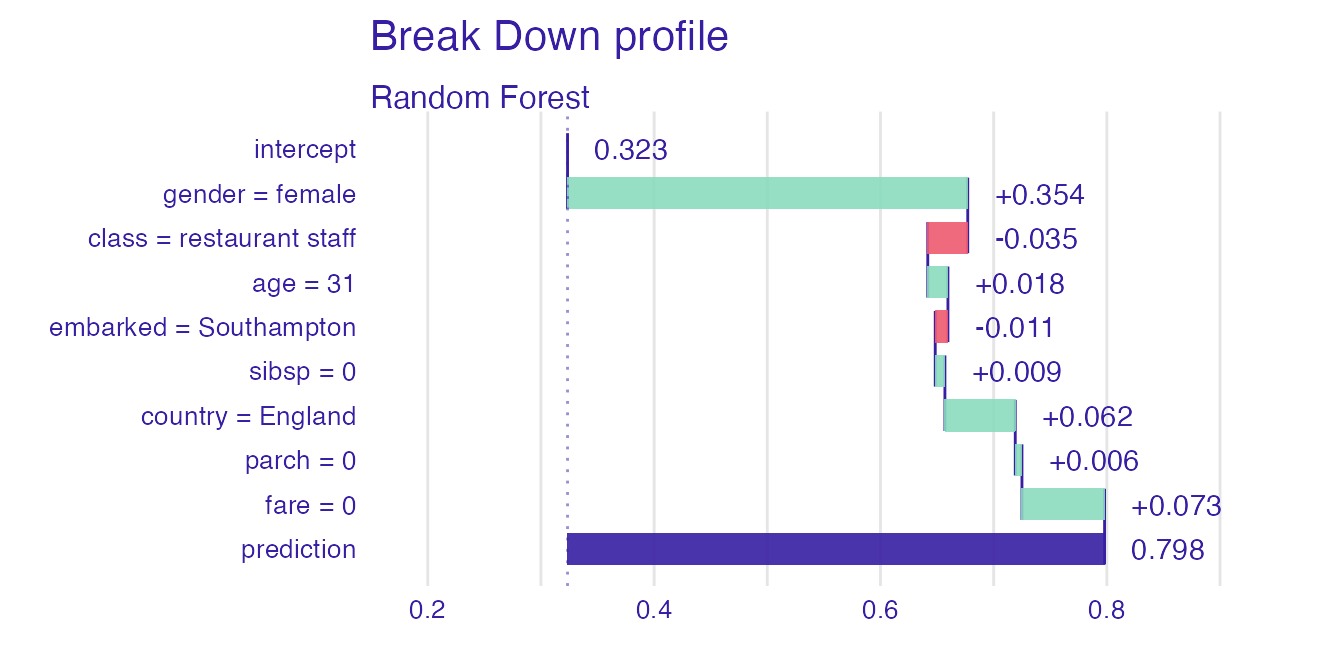 Break Down profile
Random Forest
intercept 0.323
gender = female +0.354
class = restaurant staff -0.035
age = 31 +0.018
embarked = Southampton -0.011
sibsp = 0 +0.009
country = England +0.062
parch = 0 +0.006
fare = 0 +0.073
prediction 0.798
0.2 0.4 0.6 0.8